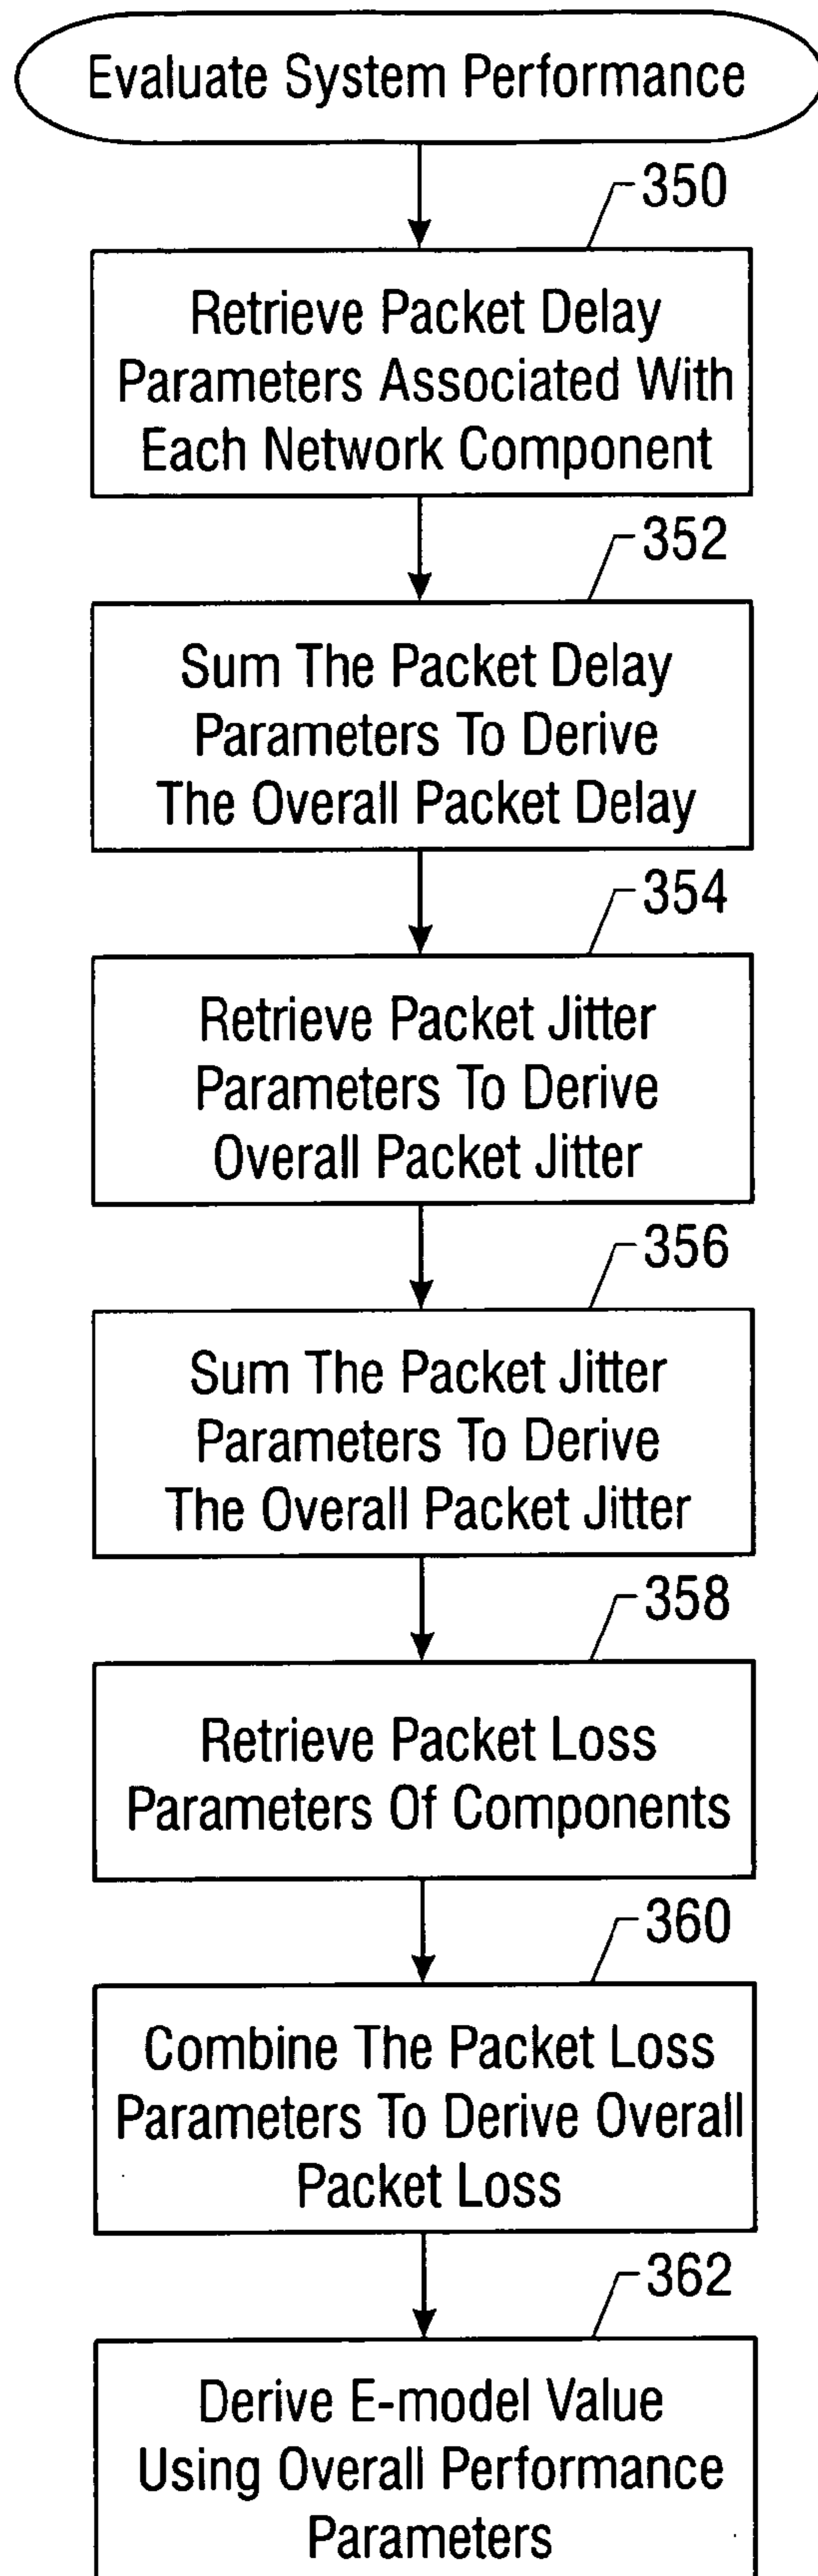 Evaluate System Performance
350
Retrieve Packet Delay
Parameters Associated With
Each Network Component
352
Sum The Packet Delay
Parameters To Derive
The Overall Packet Delay
354
Retrieve Packet Jitter
Parameters To Derive
Overall Packet Jitter
356
Sum The Packet Jitter
Parameters To Derive
The Overall Packet Jitter
358
Retrieve Packet Loss
Parameters Of Components
360
Combine The Packet Loss
Parameters To Derive Overall
Packet Loss
362
Derive E-model Value
Using Overall Performance
Parameters